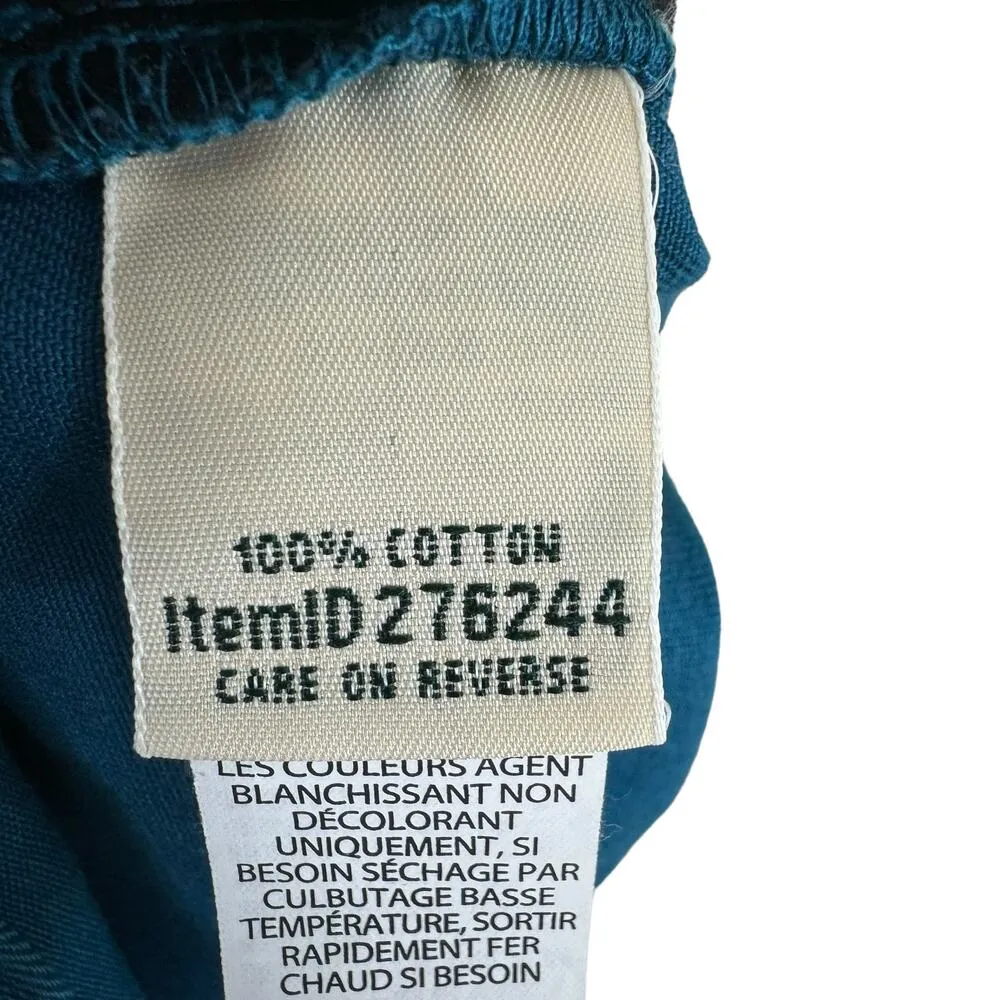 100% COTTON
ItemID 276244
CARE ON REVERSE
LES COULEURS AGENT
BLANCHISSANT NON
DÉCOLORANT
UNIQUEMENT, SI
BESOIN SÉCHAGE PAR
CULBUTAGE BASSE
TEMPÉRATURE, SORTIR
RAPIDEMENT FER
CHAUD SI BESOIN